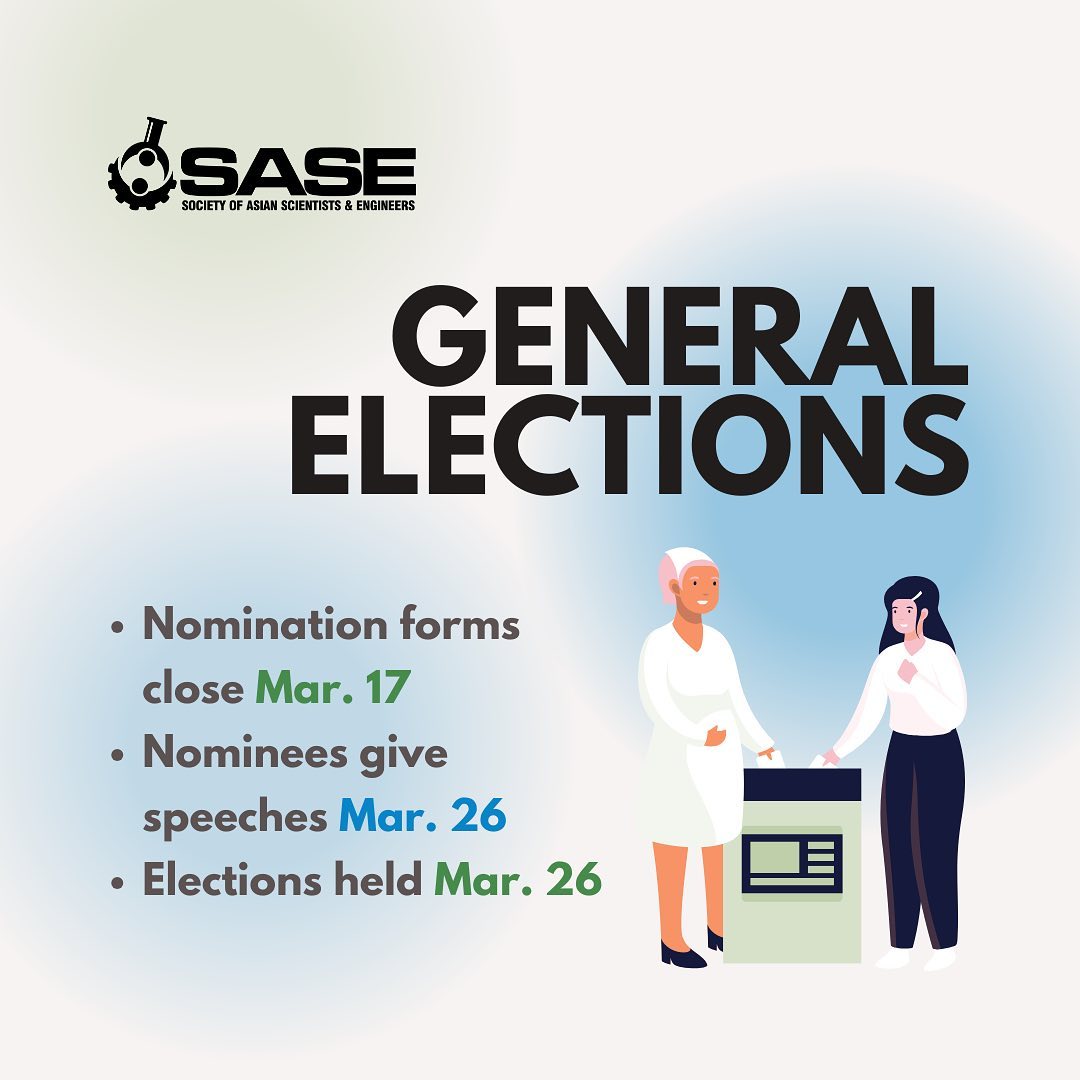 SASE
SOCIETY OF ASIAN SCIENTISTS & ENGINEERS
GENERAL
ELECTIONS
• Nomination forms
close Mar. 17
• Nominees give
speeches Mar. 26
• Elections held Mar. 26